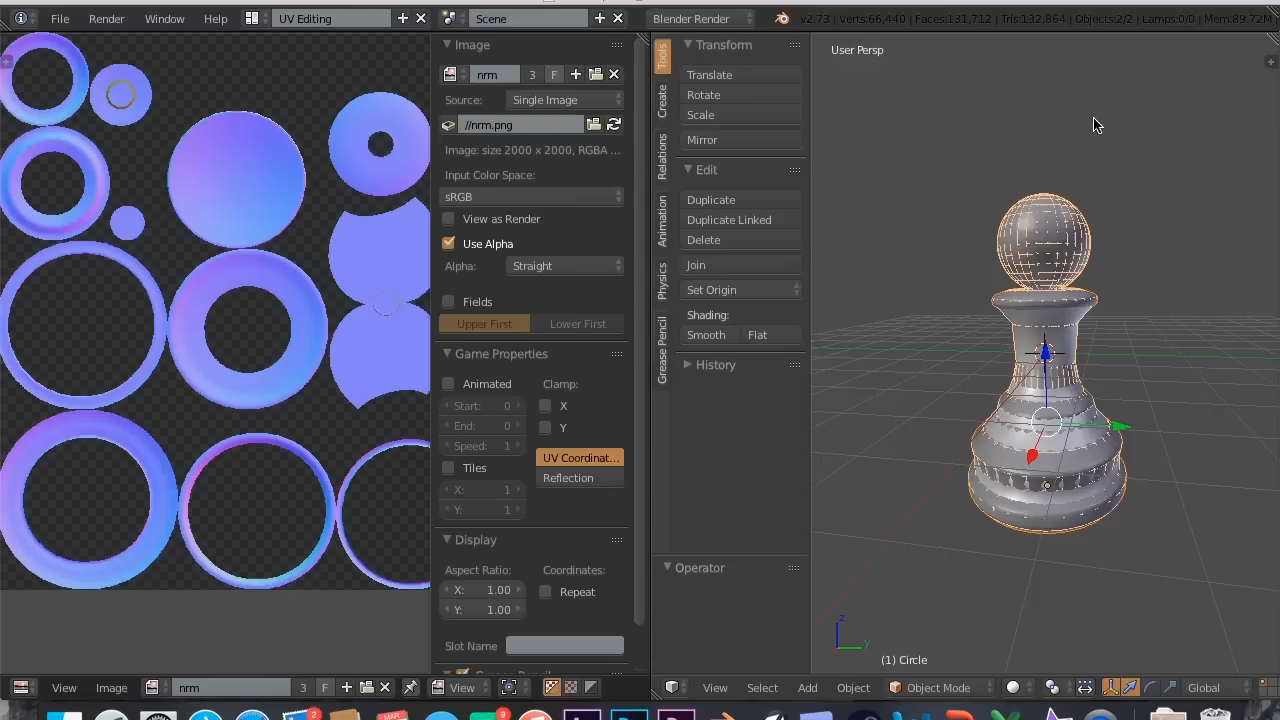 File Render Window Help UV Editing Scene Blender Render v2.73 | Verts:66,440 | Faces:131,712 | Tris:132,864 | Objects:2/2 | Lamps:0/0 | Mem:89.72M
Image
nrm 3 F
Source: Single Image
//nrm.png
Image: size 2000 x 2000, RGBA ...
Input Color Space:
sRGB
View as Render
Use Alpha
Alpha: Straight
Fields
Upper First Lower First
Game Properties
Animated Clamp:
Start: 0 X
End: 0 Y
Speed: 1
UV Coordinat...
Tiles
Reflection
X: 1
Y: 1
Display
Aspect Ratio: Coordinates:
X: 1.00 Repeat
Y: 1.00
Slot Name
Tools
Create
Relations
Animation
Physics
Grease Pencil
Transform
Translate
Rotate
Scale
Mirror
Edit
Duplicate
Duplicate Linked
Delete
Join
Set Origin
Shading:
Smooth Flat
History
Operator
User Persp
z
y
(1) Circle
View Image nrm 3 F View
View Select Add Object Object Mode Global
2
MAR
9